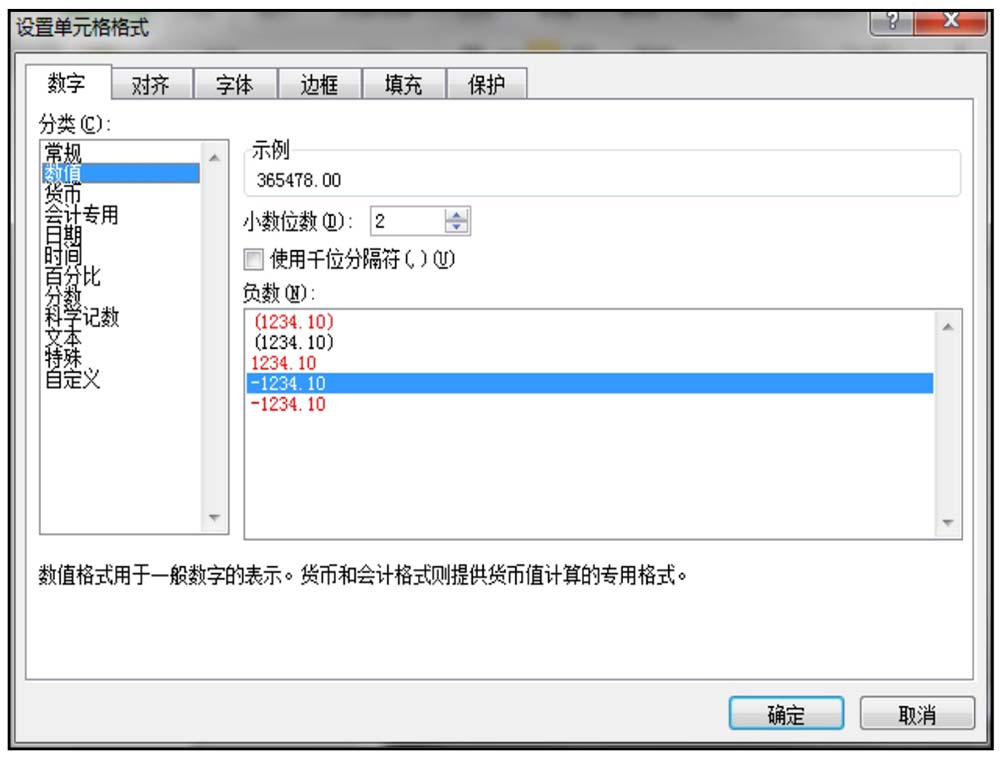 设置单元格格式
数字 对齐 字体 边框 填充 保护
分类(C):
常规
数值
货币
会计专用
日期
时间
百分比
分数
科学记数
文本
特殊
自定义
示例
365478.00
小数位数(D): 2
使用千位分隔符(,)(U)
负数(N):
(1234.10)
(1234.10)
1234.10
-1234.10
-1234.10
数值格式用于一般数字的表示。货币和会计格式则提供货币值计算的专用格式。
确定 取消